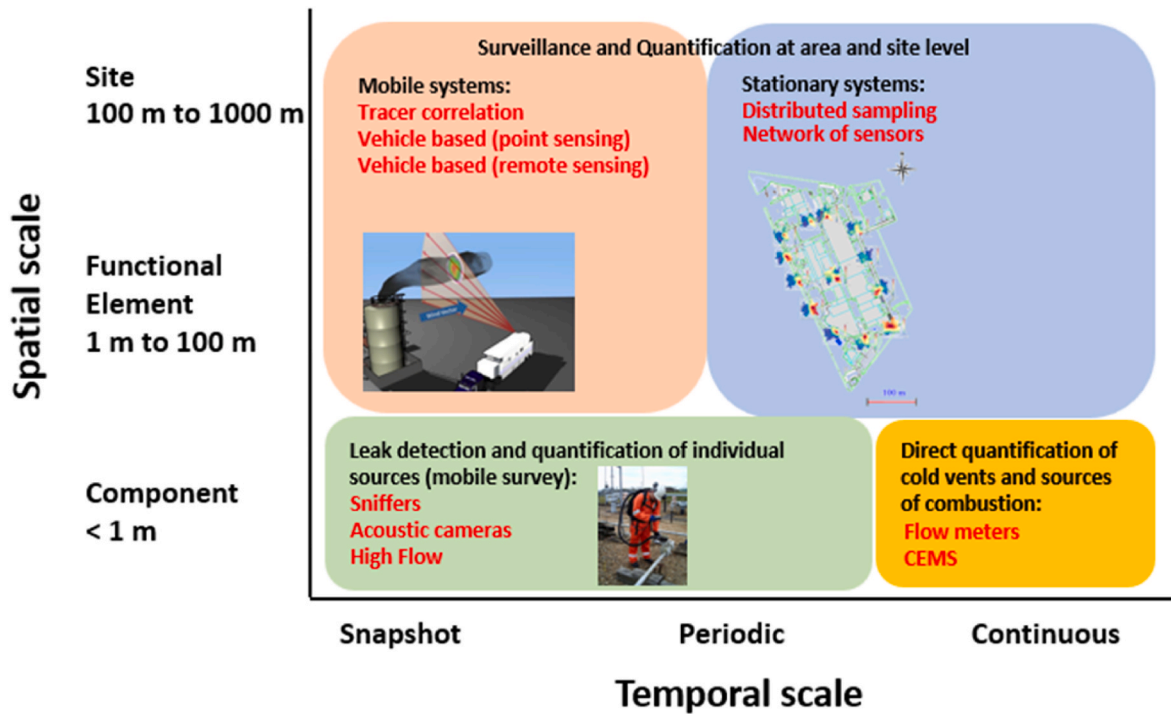 Surveillance and Quantification at area and site level
Site
100 m to 1000 m
Mobile systems:
Tracer correlation
Vehicle based (point sensing)
Vehicle based (remote sensing)
Stationary systems:
Distributed sampling
Network of sensors
Spatial scale
Functional
Element
1 m to 100 m
Wind Vector
100 m
Component
< 1 m
Leak detection and quantification of individual
sources (mobile survey):
Sniffers
Acoustic cameras
High Flow
Direct quantification of
cold vents and sources
of combustion:
Flow meters
CEMS
Snapshot
Periodic
Continuous
Temporal scale